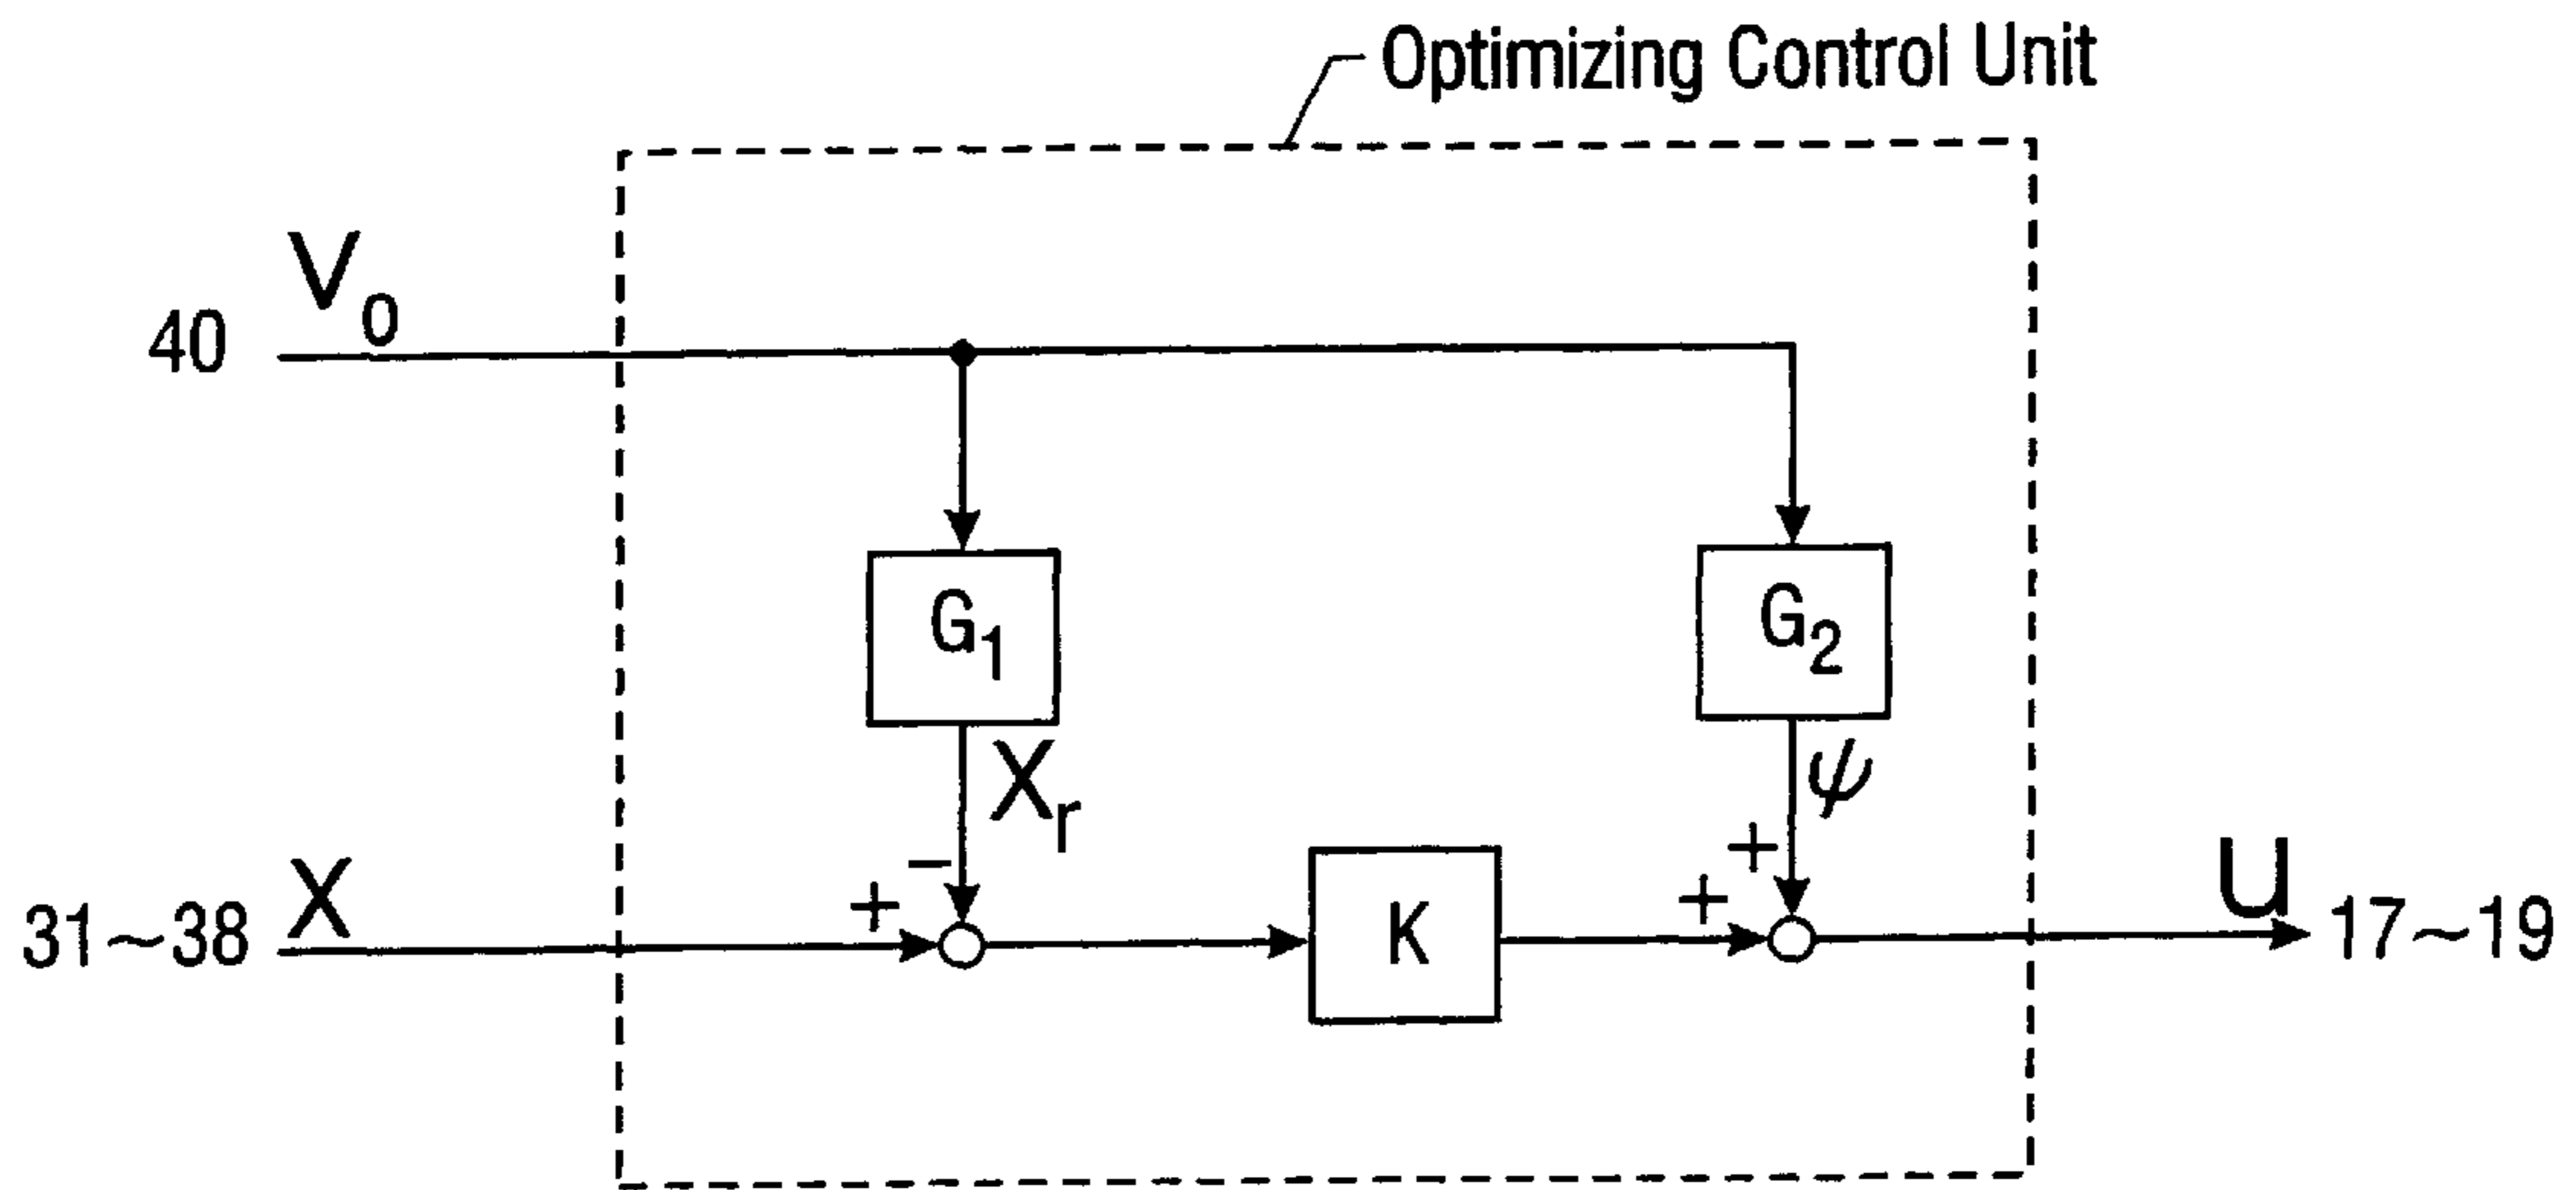 Optimizing Control Unit
V₀
40
G₁
G₂
Xᵣ
ψ
−
+
+
+
X
31~38
K
u
17~19